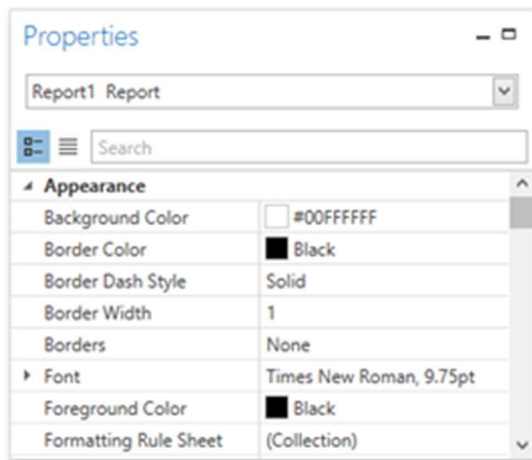 Properties
Report1 Report
Search
Appearance
Background Color #00FFFFFF
Border Color Black
Border Dash Style Solid
Border Width 1
Borders None
Font Times New Roman, 9.75pt
Foreground Color Black
Formatting Rule Sheet (Collection)